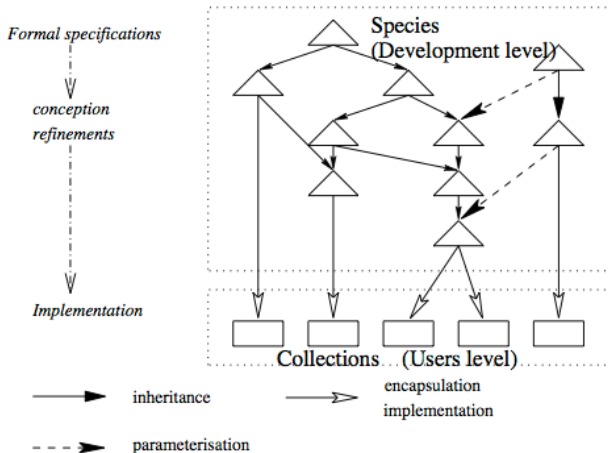 Formal specifications
Species
(Development level)
conception
refinements
Implementation
Collections (Users level)
inheritance
encapsulation
implementation
parameterisation